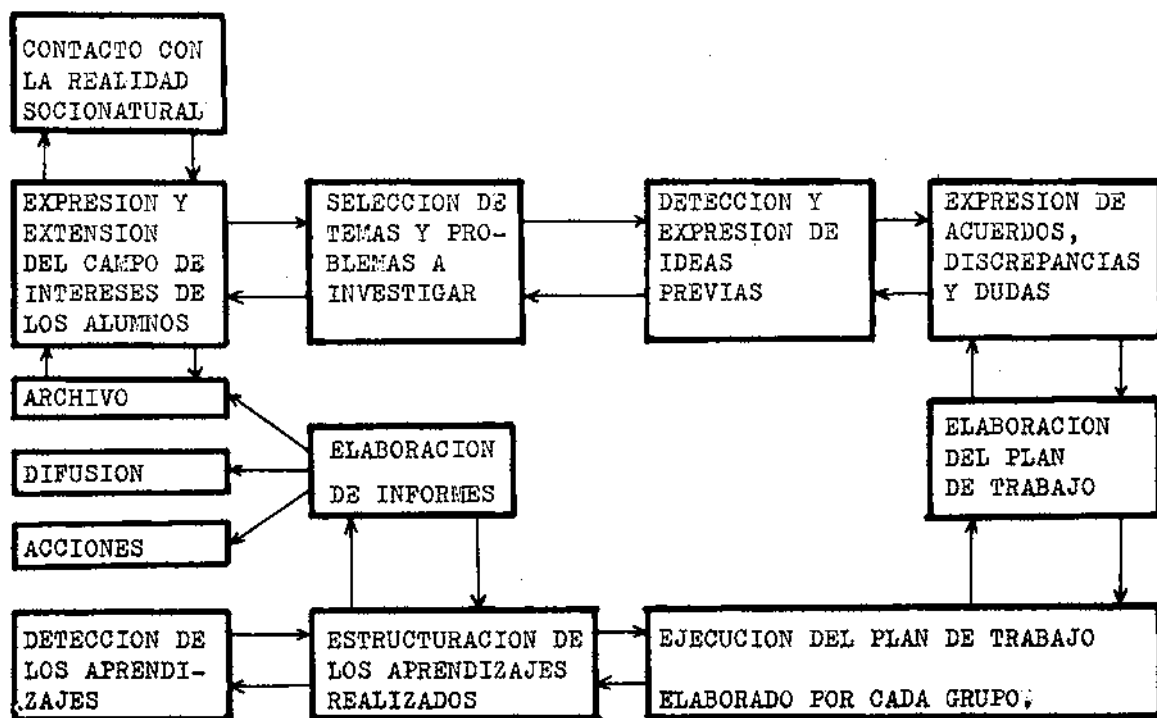 CONTACTO CON
LA REALIDAD
SOCIONATURAL
EXPRESION Y
EXTENSION
DEL CAMPO DE
INTERESES DE
LOS ALUMNOS
SELECCION DE
TEMAS Y PRO-
BLEMAS A
INVESTIGAR
DETECCION Y
EXPRESION DE
IDEAS
PREVIAS
EXPRESION DE
ACUERDOS,
DISCREPANCIAS
Y DUDAS
ARCHIVO
DIFUSION
ACCIONES
ELABORACION
DE INFORMES
ELABORACION
DEL PLAN
DE TRABAJO
DETECCION DE
LOS APRENDI-
ZAJES
ESTRUCTURACION DE
LOS APRENDIZAJES
REALIZADOS
EJECUCION DEL PLAN DE TRABAJO
ELABORADO POR CADA GRUPO.